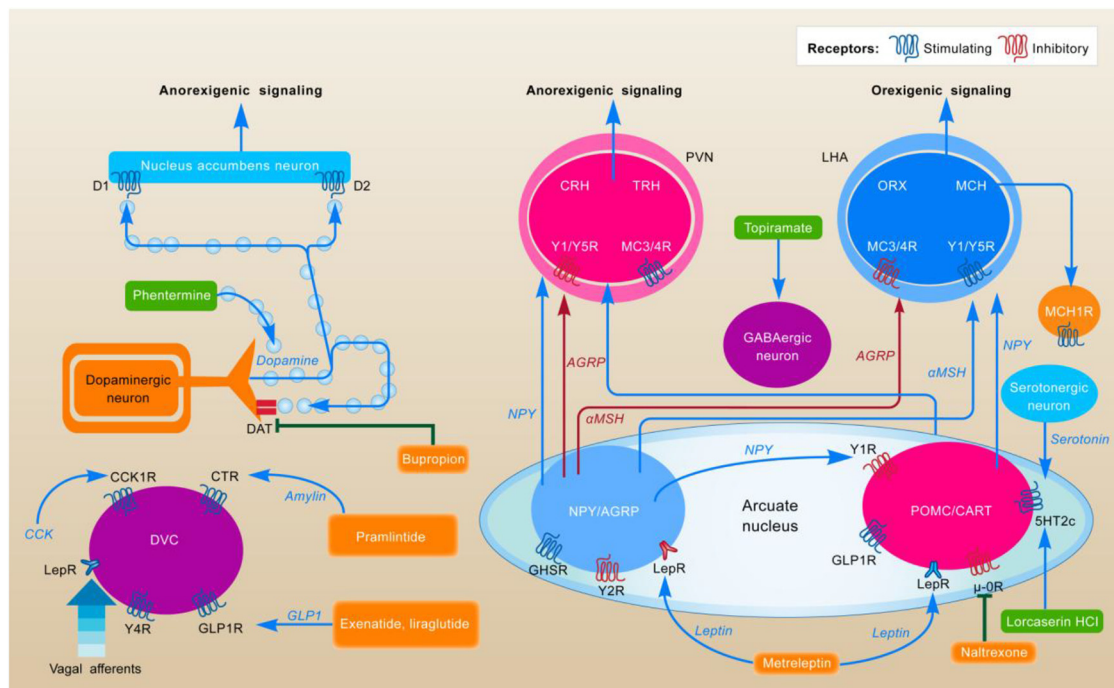 Receptors: Stimulating Inhibitory
Anorexigenic signaling
Anorexigenic signaling
Orexigenic signaling
Nucleus accumbens neuron
D1
D2
Phentermine
Dopamine
Dopaminergic
neuron
DAT
Bupropion
PVN
CRH TRH
Y1/Y5R MC3/4R
LHA
ORX MCH
MC3/4R Y1/Y5R
Topiramate
GABAergic
neuron
MCH1R
AGRP
NPY
αMSH
AGRP
αMSH
NPY
Serotonergic
neuron
Serotonin
CCK1R
CTR
CCK
Amylin
DVC
Pramlintide
LepR
Y4R
GLP1R
GLP1
Exenatide, liraglutide
Vagal afferents
NPY
Y1R
NPY/AGRP
Arcuate
nucleus
POMC/CART
5HT2c
GHSR
Y2R
LepR
GLP1R
LepR
μ-0R
Leptin
Leptin
Metreleptin
Naltrexone
Lorcaserin HCl